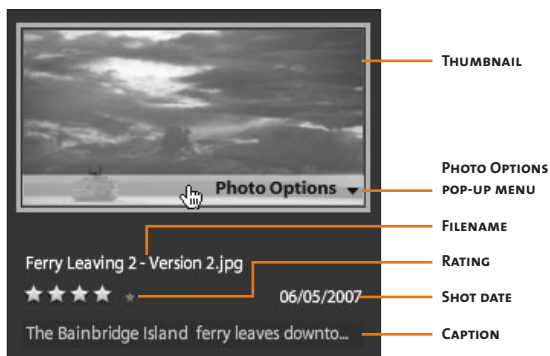 THUMBNAIL
PHOTO OPTIONS
POP-UP MENU
Photo Options
FILENAME
Ferry Leaving 2 - Version 2.jpg
RATING
06/05/2007
SHOT DATE
The Bainbridge Island ferry leaves downto...
CAPTION